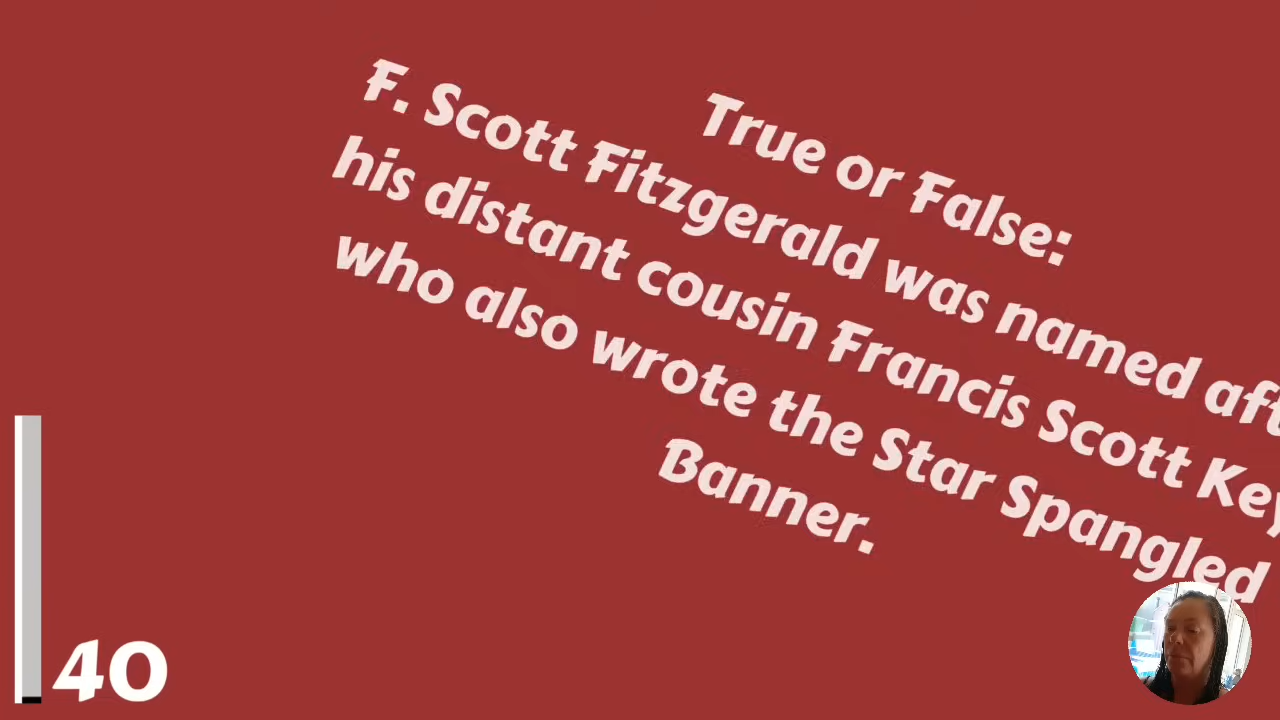 True or False:
F. Scott Fitzgerald was named aft
his distant cousin Francis Scott Key
who also wrote the Star Spangled
Banner.
40